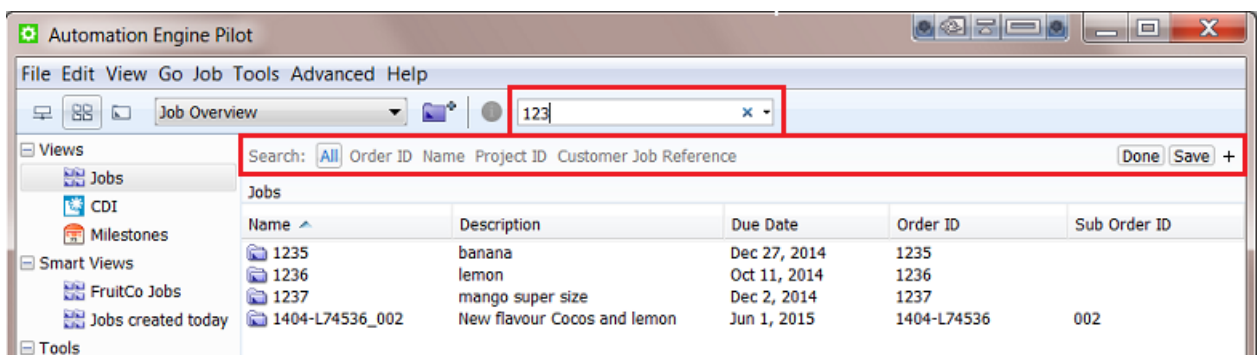 Automation Engine Pilot
File Edit View Go Job Tools Advanced Help
Job Overview 123
Views
Jobs
CDI
Milestones
Smart Views
FruitCo Jobs
Jobs created today
Tools
Search: All Order ID Name Project ID Customer Job Reference Done Save +
Jobs
Name Description Due Date Order ID Sub Order ID
1235 banana Dec 27, 2014 1235
1236 lemon Oct 11, 2014 1236
1237 mango super size Dec 2, 2014 1237
1404-L74536_002 New flavour Cocos and lemon Jun 1, 2015 1404-L74536 002